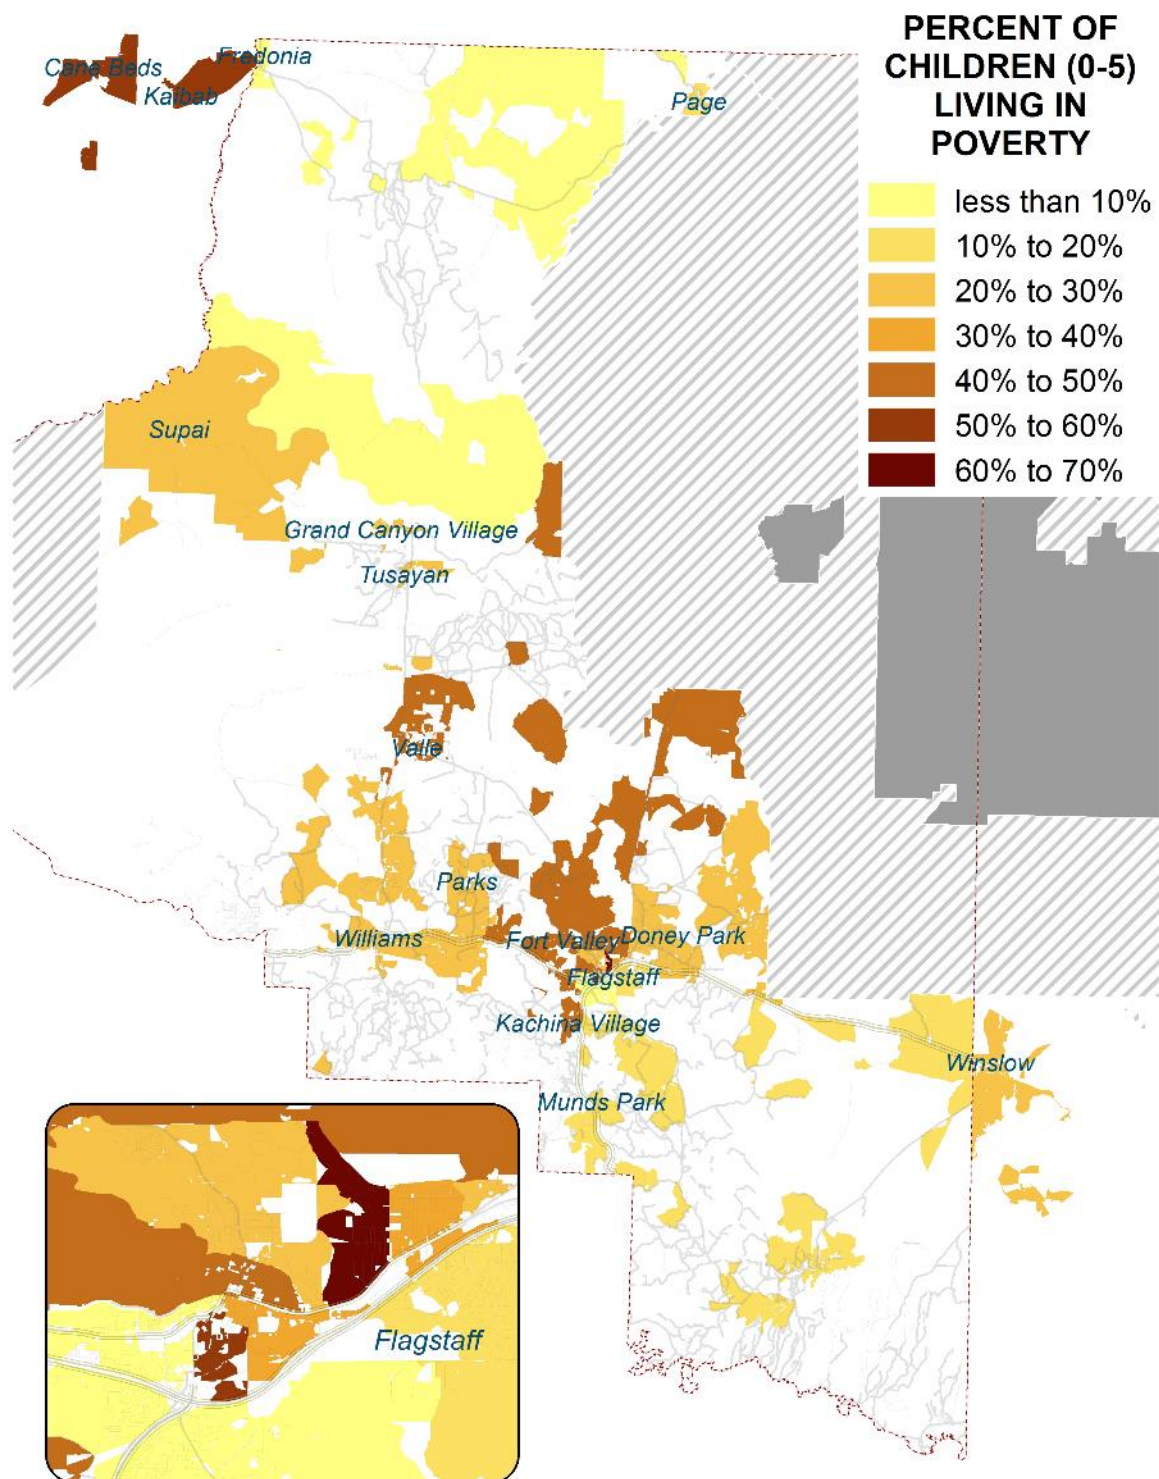 PERCENT OF
CHILDREN (0-5)
LIVING IN
POVERTY
less than 10%
10% to 20%
20% to 30%
30% to 40%
40% to 50%
50% to 60%
60% to 70%
Fredonia
Cane Beds
Kaibab
Page
Supai
Grand Canyon Village
Tusayan
Valle
Parks
Williams
Fort Valley
Doney Park
Flagstaff
Kachina Village
Winslow
Munds Park
Flagstaff